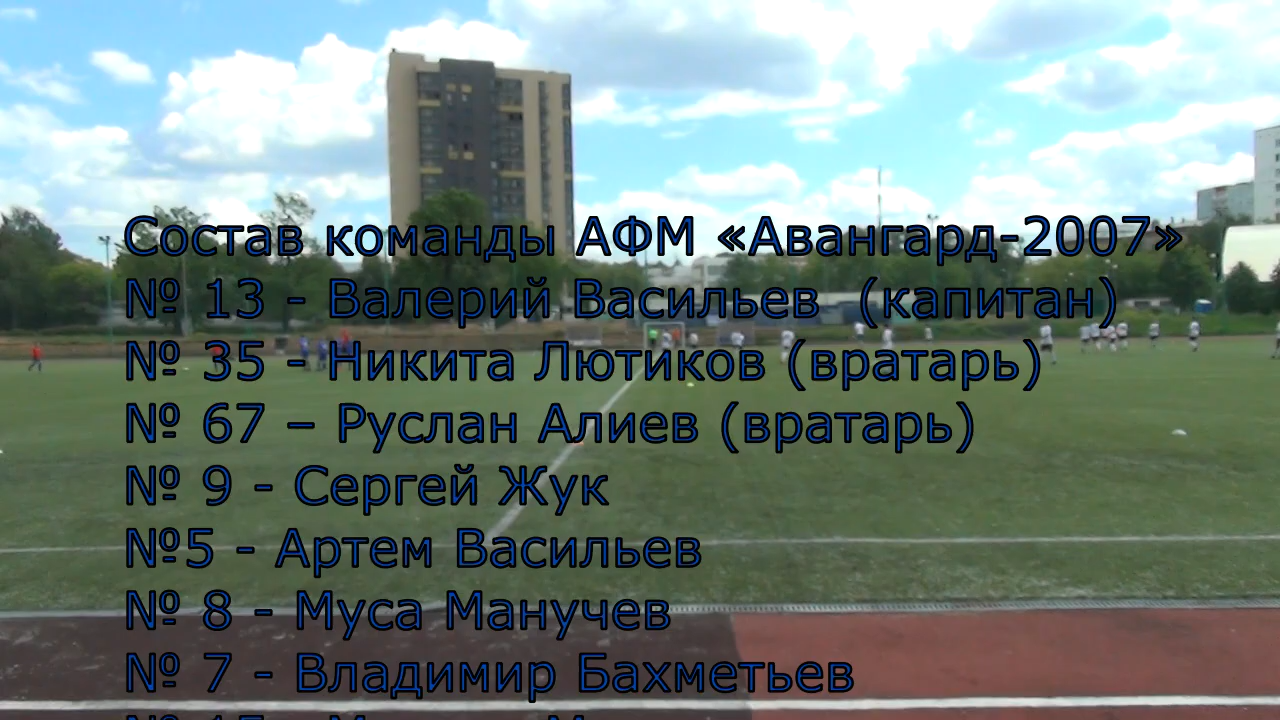 Состав команды АФМ «Авангард-2007»
№ 13 - Валерий Васильев (капитан)
№ 35 - Никита Лютиков (вратарь)
№ 67 – Руслан Алиев (вратарь)
№ 9 - Сергей Жук
№5 - Артем Васильев
№ 8 - Муса Манучев
№ 7 - Владимир Бахметьев